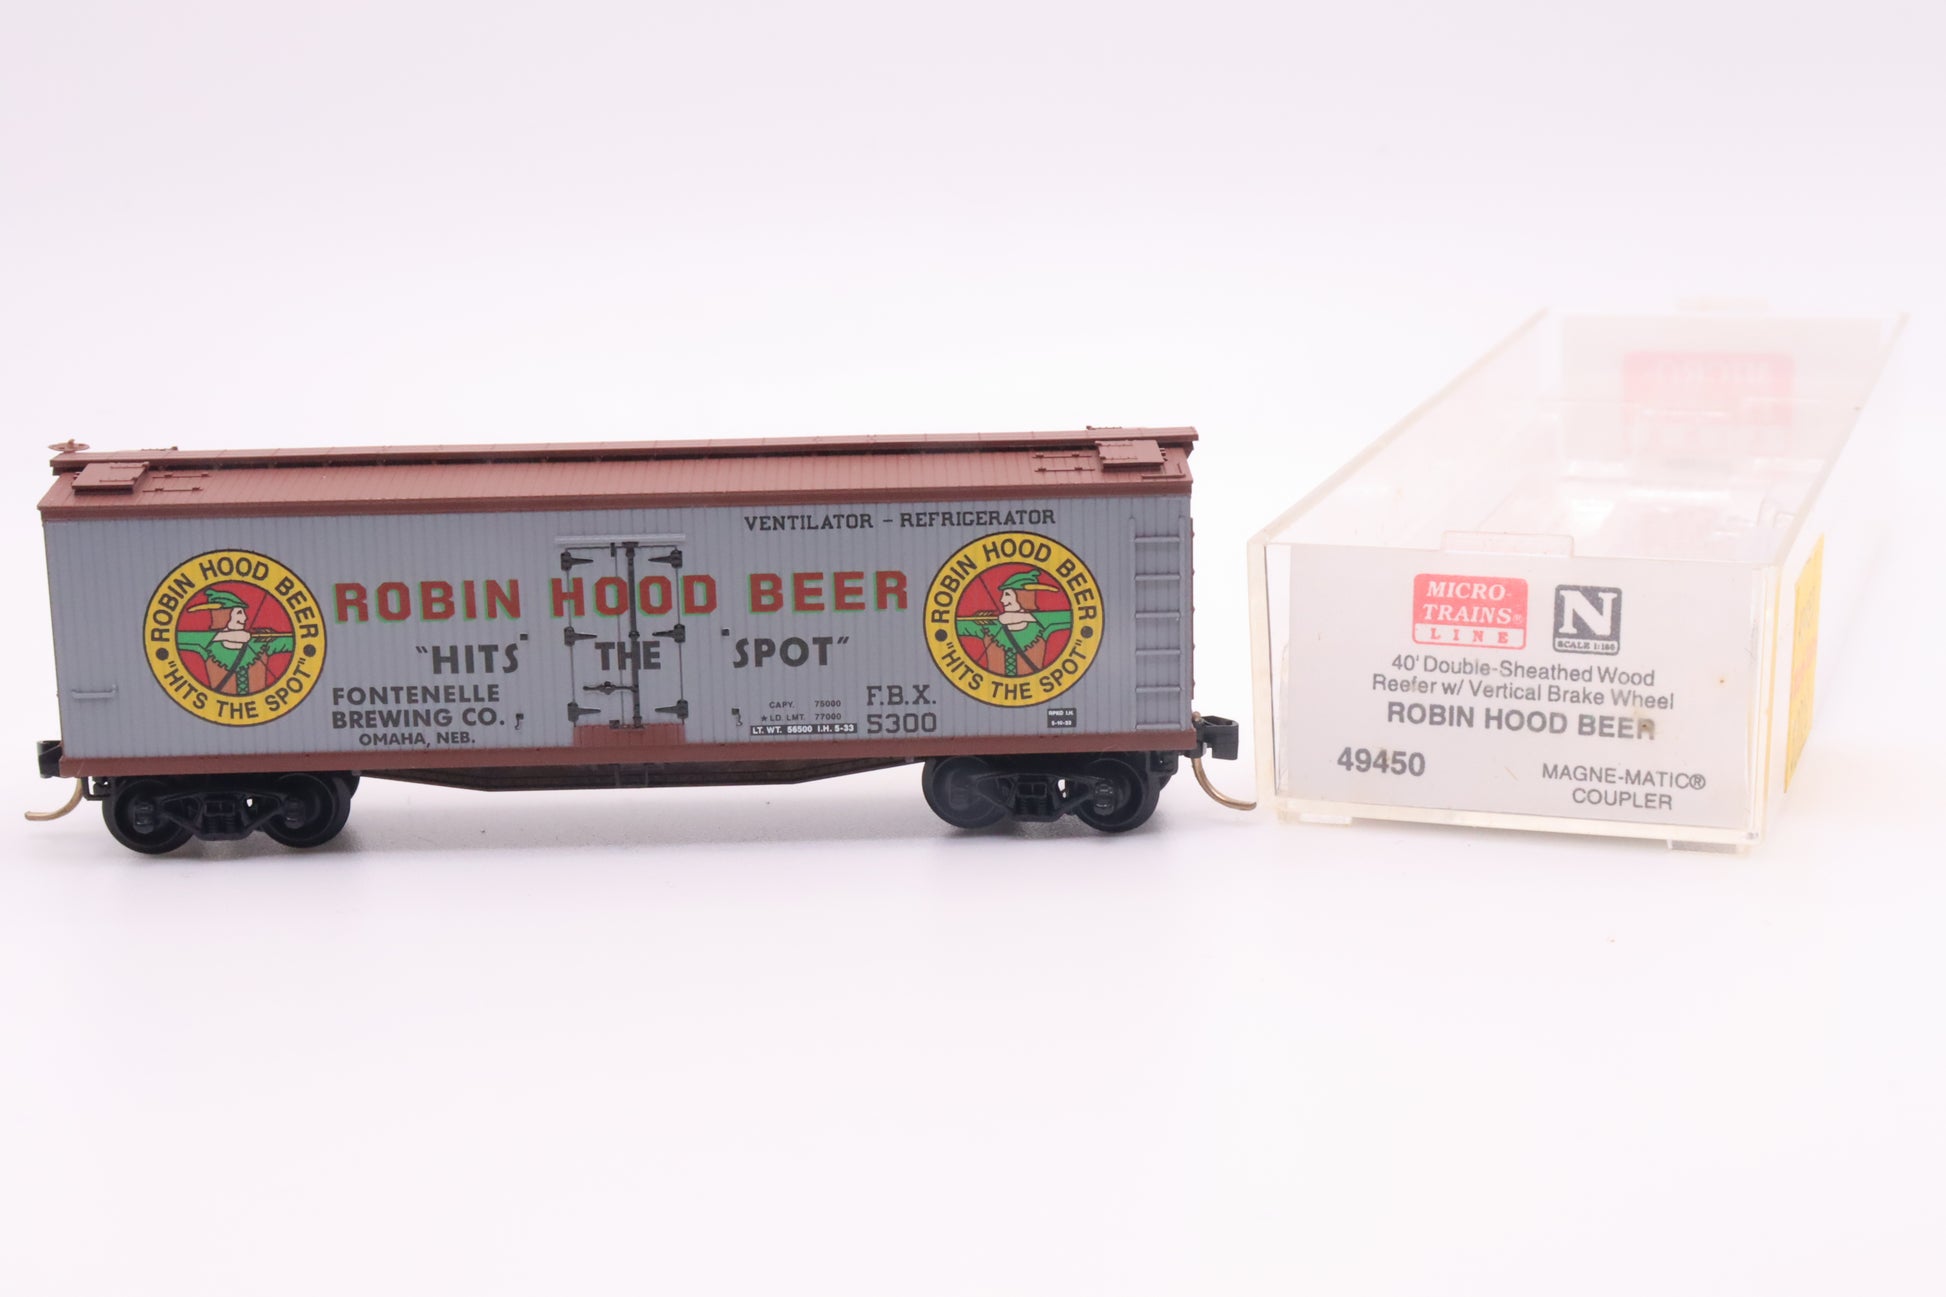 VENTILATOR - REFRIGERATOR
ROBIN HOOD BEER
"HITS THE SPOT"
ROBIN HOOD BEER
"HITS THE SPOT"
FONTENELLE
BREWING CO.
OMAHA, NEB.
ROBIN HOOD BEER
"HITS THE SPOT"
CAPY. 75000
★LD. LMT. 77000
LT. WT. 56500 I.H. 5-33
F.B.X.
5300
RPKD I.H.
MICRO-
TRAINS®
LINE
N
SCALE 1:160
40' Double-Sheathed Wood
Reefer w/ Vertical Brake Wheel
ROBIN HOOD BEER
49450
MAGNE-MATIC®
COUPLER